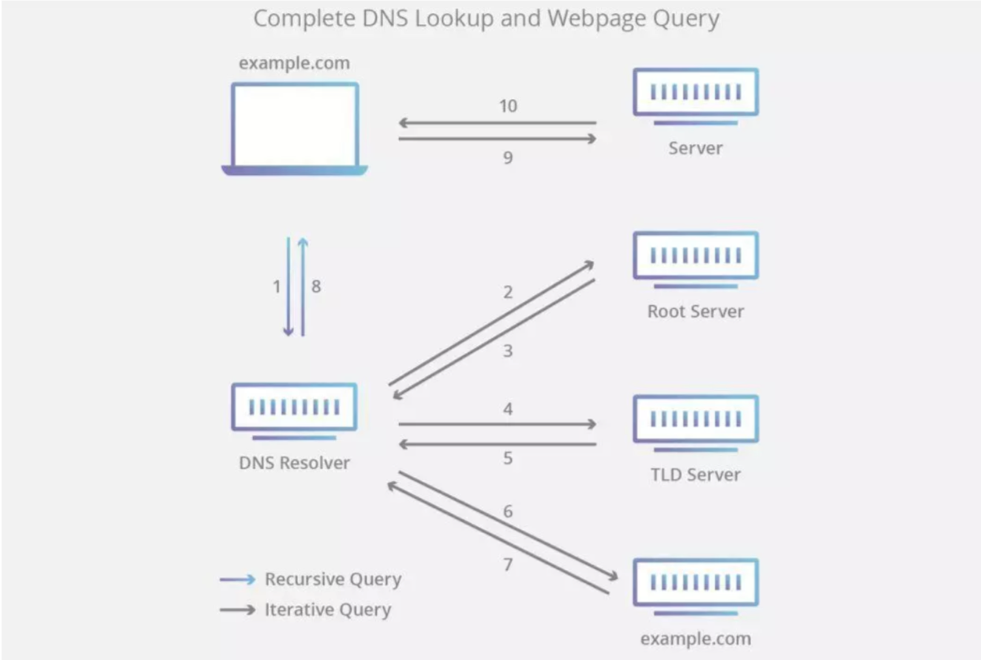 Complete DNS Lookup and Webpage Query
example.com
10
9
Server
1
8
2
3
Root Server
DNS Resolver
4
5
TLD Server
6
7
example.com
Recursive Query
Iterative Query